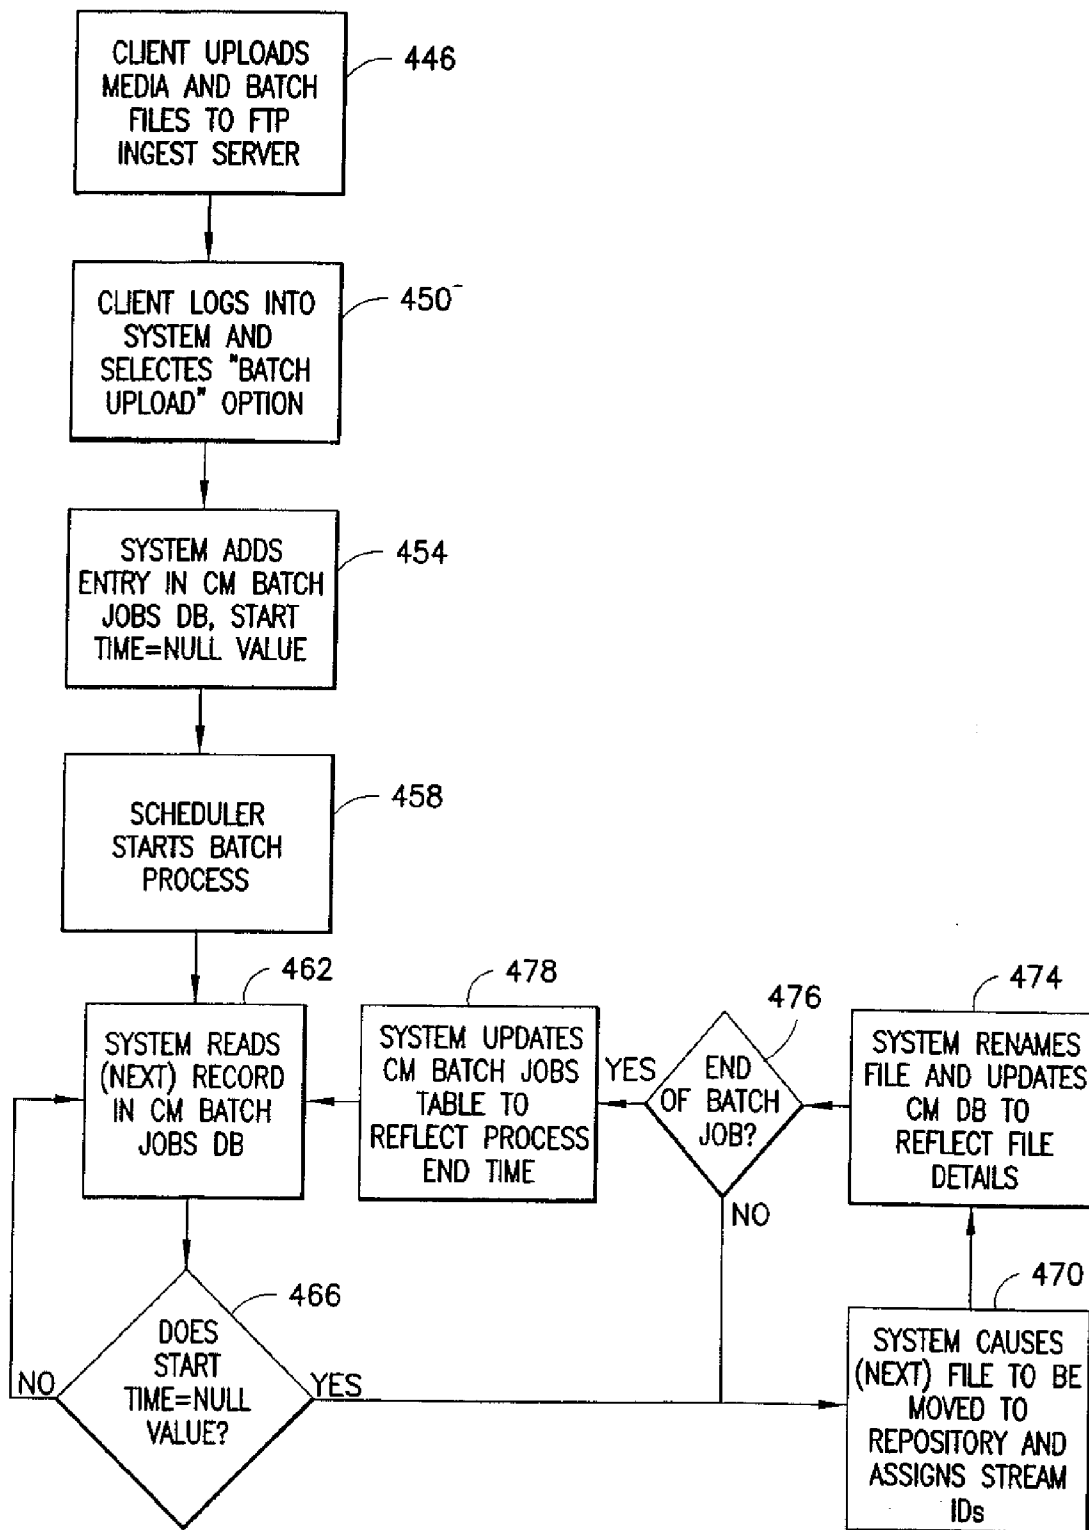 CLIENT UPLOADS
MEDIA AND BATCH
FILES TO FTP
INGEST SERVER
446
CLIENT LOGS INTO
SYSTEM AND
SELECTES "BATCH
UPLOAD" OPTION
450
SYSTEM ADDS
ENTRY IN CM BATCH
JOBS DB, START
TIME=NULL VALUE
454
SCHEDULER
STARTS BATCH
PROCESS
458
462
SYSTEM READS
(NEXT) RECORD
IN CM BATCH
JOBS DB
478
SYSTEM UPDATES
CM BATCH JOBS
TABLE TO
REFLECT PROCESS
END TIME
YES
476
END
OF BATCH
JOB?
NO
474
SYSTEM RENAMES
FILE AND UPDATES
CM DB TO
REFLECT FILE
DETAILS
466
DOES
START
TIME=NULL
VALUE?
NO
YES
470
SYSTEM CAUSES
(NEXT) FILE TO BE
MOVED TO
REPOSITORY AND
ASSIGNS STREAM
IDs